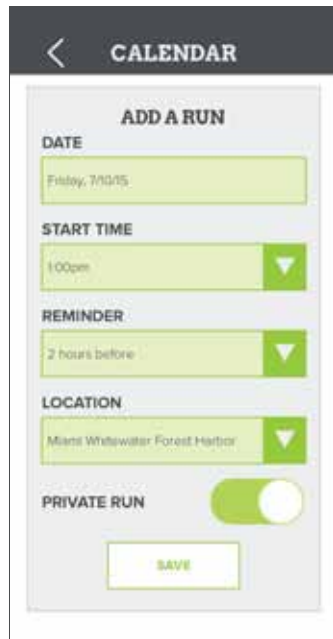 CALENDAR
ADD A RUN
DATE
Friday, 7/10/15
START TIME
1:00pm
REMINDER
2 hours before
LOCATION
Miami Whitewater Forest Harbor
PRIVATE RUN
SAVE